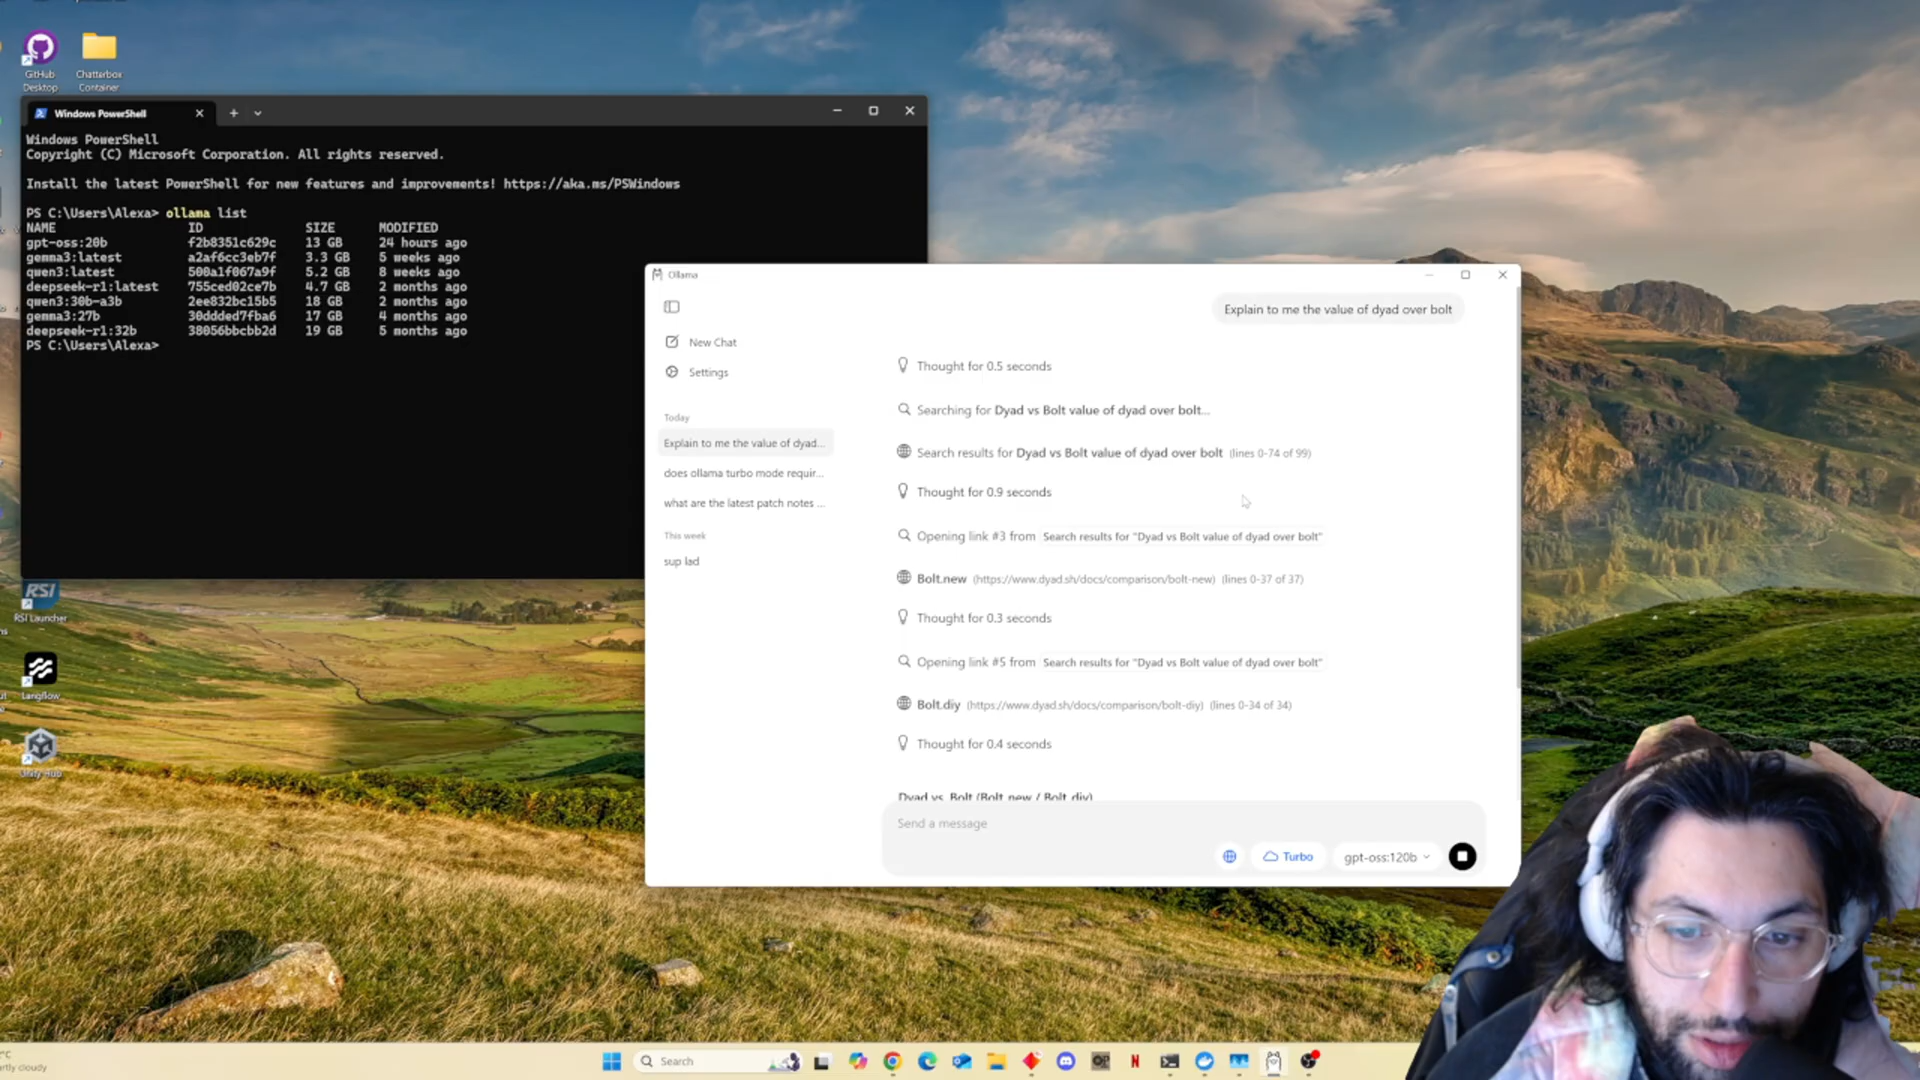 GitHub
Desktop
Chatterbox
Container
Windows PowerShell
Windows PowerShell
Copyright (C) Microsoft Corporation. All rights reserved.
Install the latest PowerShell for new features and improvements! https://aka.ms/PSWindows
PS C:\Users\Alexa> ollama list
NAME ID SIZE MODIFIED
gpt-oss:20b f2b8351c629c 13 GB 24 hours ago
gemma3:latest a2af6cc3eb7f 3.3 GB 5 weeks ago
qwen3:latest 500a1f067a9f 5.2 GB 8 weeks ago
deepseek-r1:latest 755ced02ce7b 4.7 GB 2 months ago
qwen3:30b-a3b 2ee832bc15b5 18 GB 2 months ago
gemma3:27b 30ddded7fba6 17 GB 4 months ago
deepseek-r1:32b 38056bbcbb2d 19 GB 5 months ago
PS C:\Users\Alexa>
RSI
RSI Launcher
Langflow
Unity Hub
Ollama
New Chat
Settings
Today
Explain to me the value of dyad...
does ollama turbo mode requir...
what are the latest patch notes ...
This week
sup lad
Explain to me the value of dyad over bolt
Thought for 0.5 seconds
Searching for Dyad vs Bolt value of dyad over bolt...
Search results for Dyad vs Bolt value of dyad over bolt (lines 0-74 of 99)
Thought for 0.9 seconds
Opening link #3 from Search results for "Dyad vs Bolt value of dyad over bolt"
Bolt.new (https://www.dyad.sh/docs/comparison/bolt-new) (lines 0-37 of 37)
Thought for 0.3 seconds
Opening link #5 from Search results for "Dyad vs Bolt value of dyad over bolt"
Bolt.diy (https://www.dyad.sh/docs/comparison/bolt-diy) (lines 0-34 of 34)
Thought for 0.4 seconds
Dyad vs. Bolt (Bolt.new / Bolt.diy)
Send a message
Turbo
gpt-oss:120b
Search